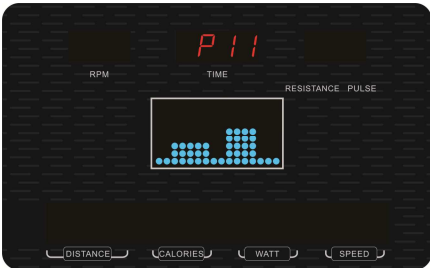 P11
RPM
TIME
RESISTANCE PULSE
DISTANCE CALORIES WATT SPEED